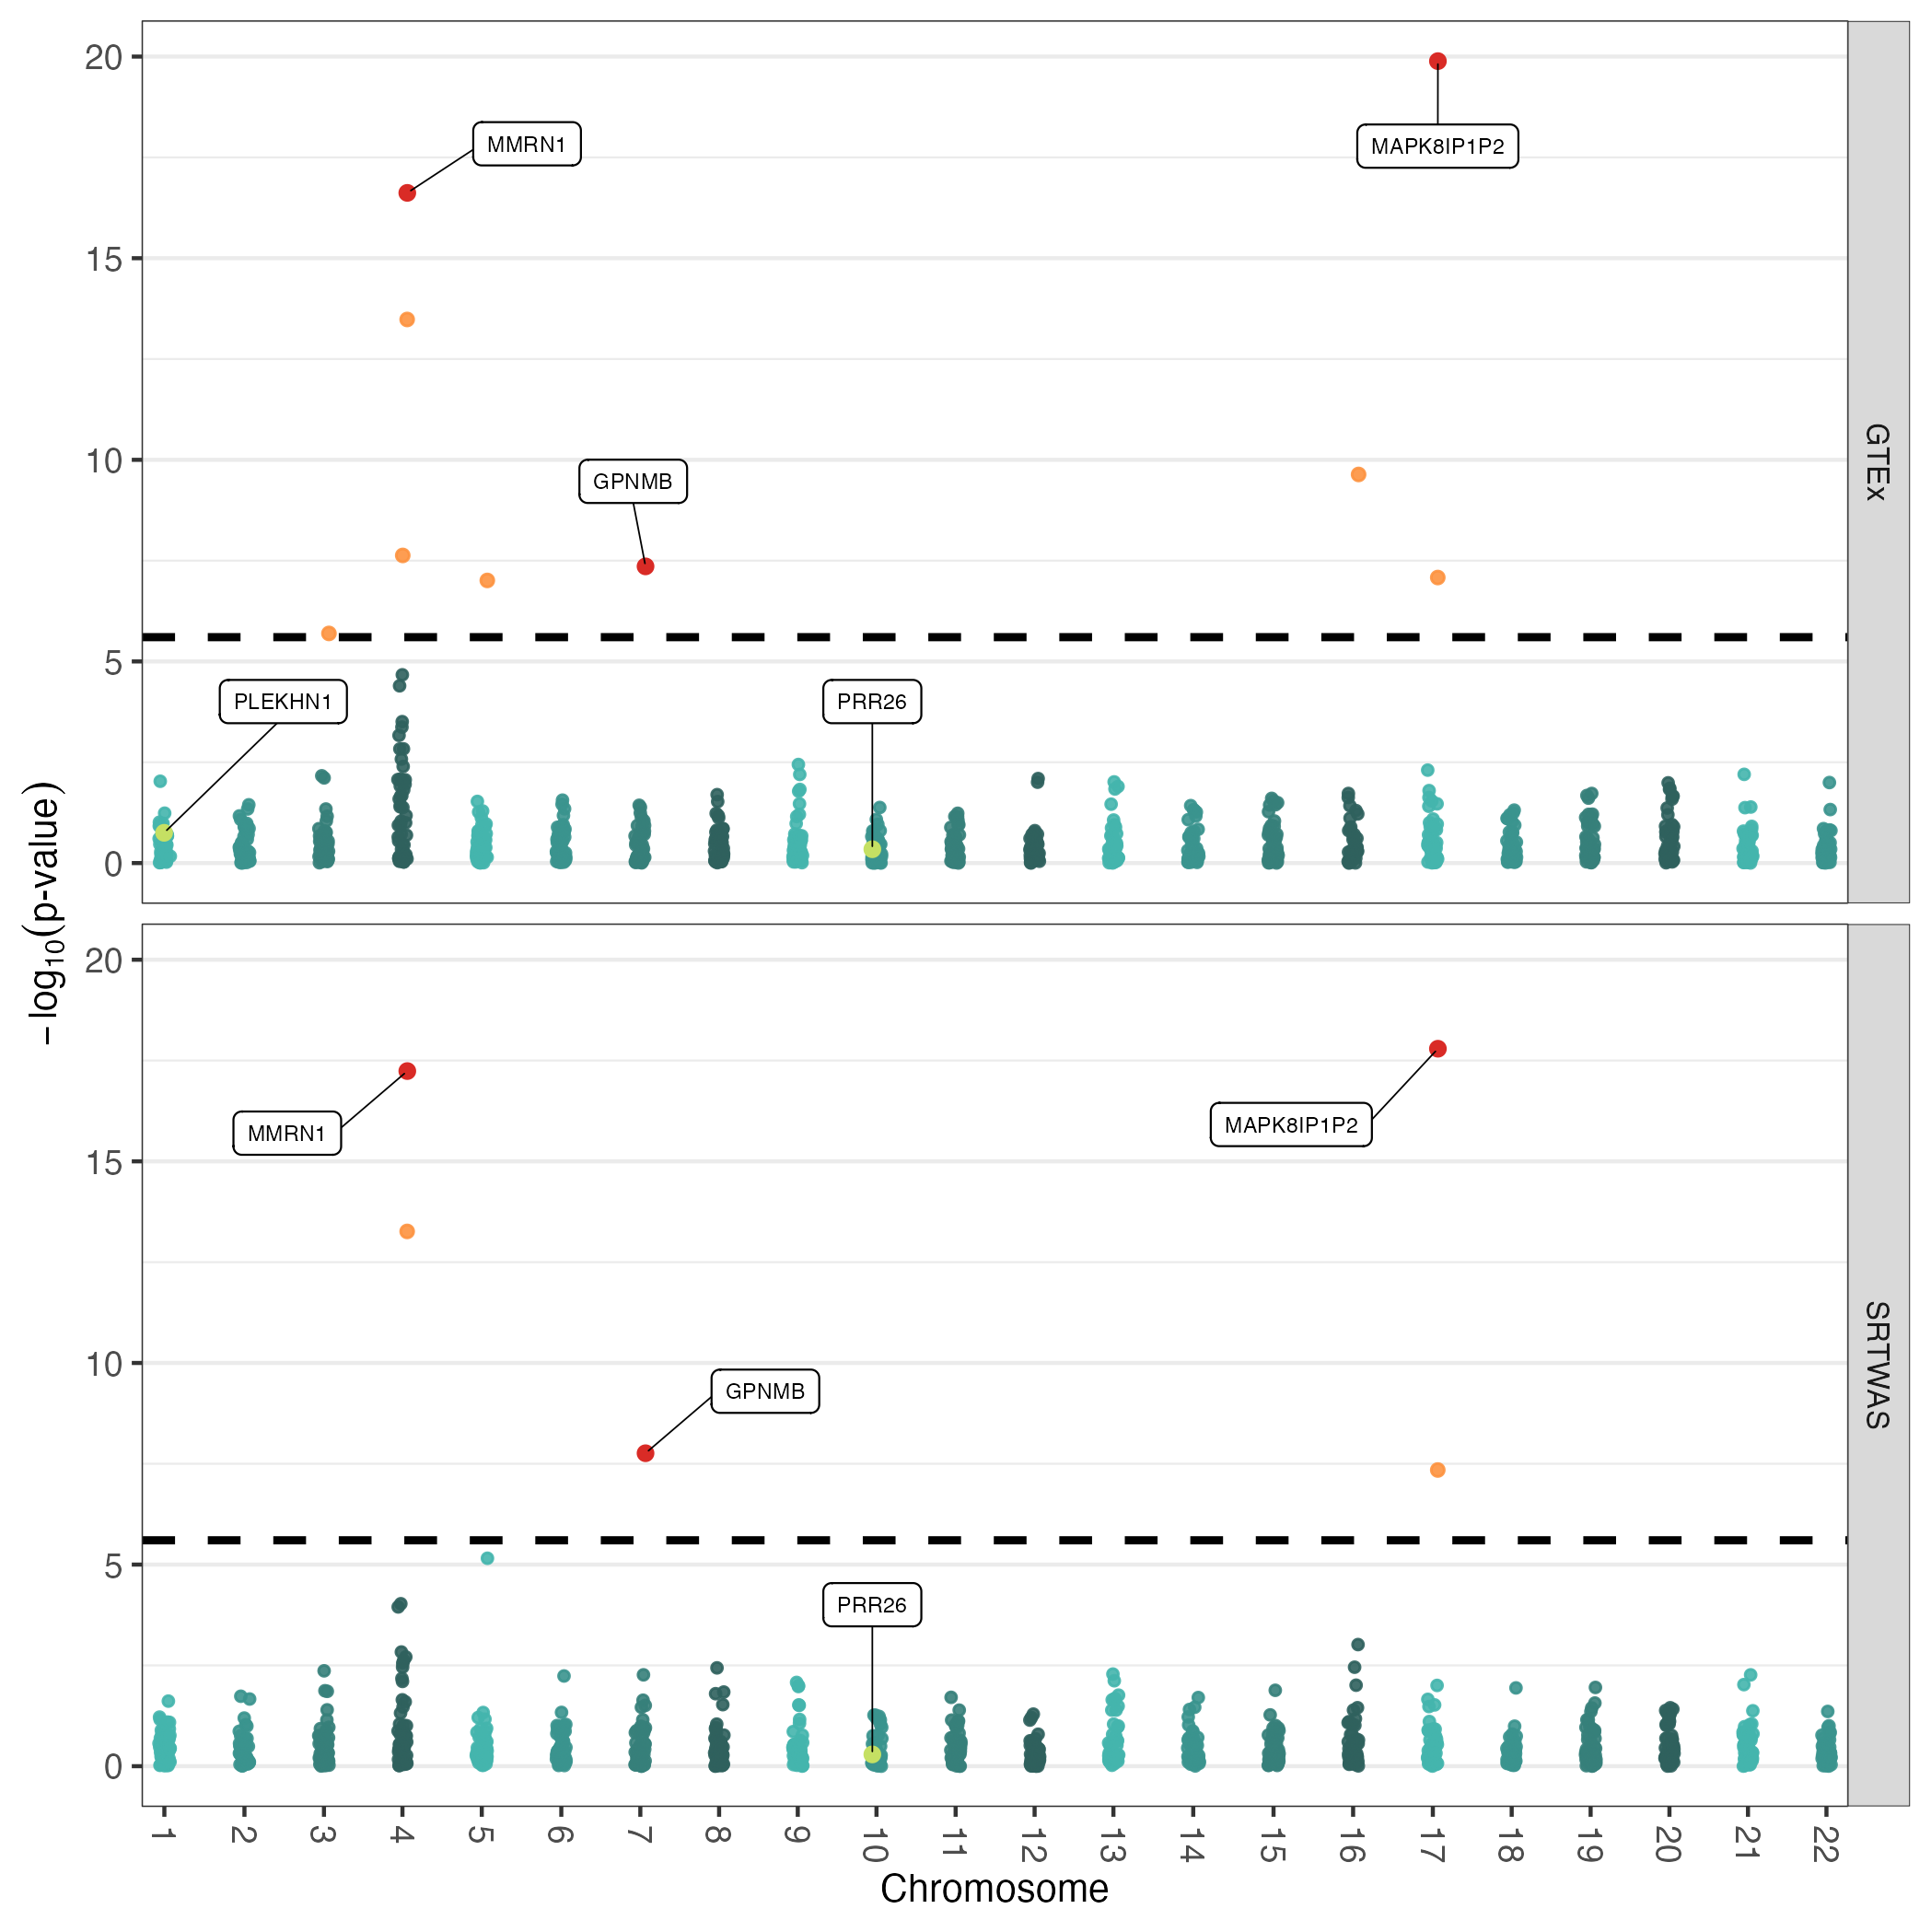 20
15
10
5
0
MMRN1
MAPK8IP1P2
GPNMB
PLEKHN1
PRR26
GTEx
− log10(p-value)
20
15
10
5
0
MMRN1
MAPK8IP1P2
GPNMB
PRR26
SRTWAS
1 2 3 4 5 6 7 8 9 10 11 12 13 14 15 16 17 18 19 20 21 22
Chromosome